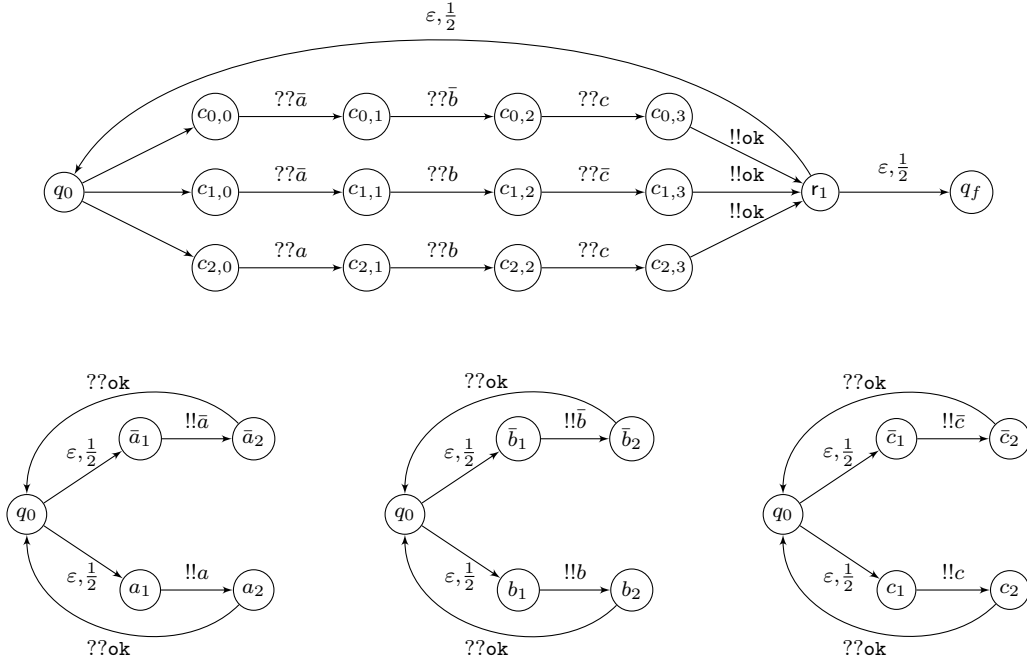 ε, 1/2
??ā ??b̄ ??c
c₀,₀ c₀,₁ c₀,₂ c₀,₃
!!ok
??ā ??b ??c̄ ε, 1/2
q₀ c₁,₀ c₁,₁ c₁,₂ c₁,₃ !!ok r₁ q_f
??a ??b ??c !!ok
c₂,₀ c₂,₁ c₂,₂ c₂,₃
??ok ??ok ??ok
!!ā !!b̄ !!c̄
ā₁ ā₂ b̄₁ b̄₂ c̄₁ c̄₂
ε, 1/2 ε, 1/2 ε, 1/2
q₀ q₀ q₀
ε, 1/2 !!a ε, 1/2 !!b ε, 1/2 !!c
a₁ a₂ b₁ b₂ c₁ c₂
??ok ??ok ??ok